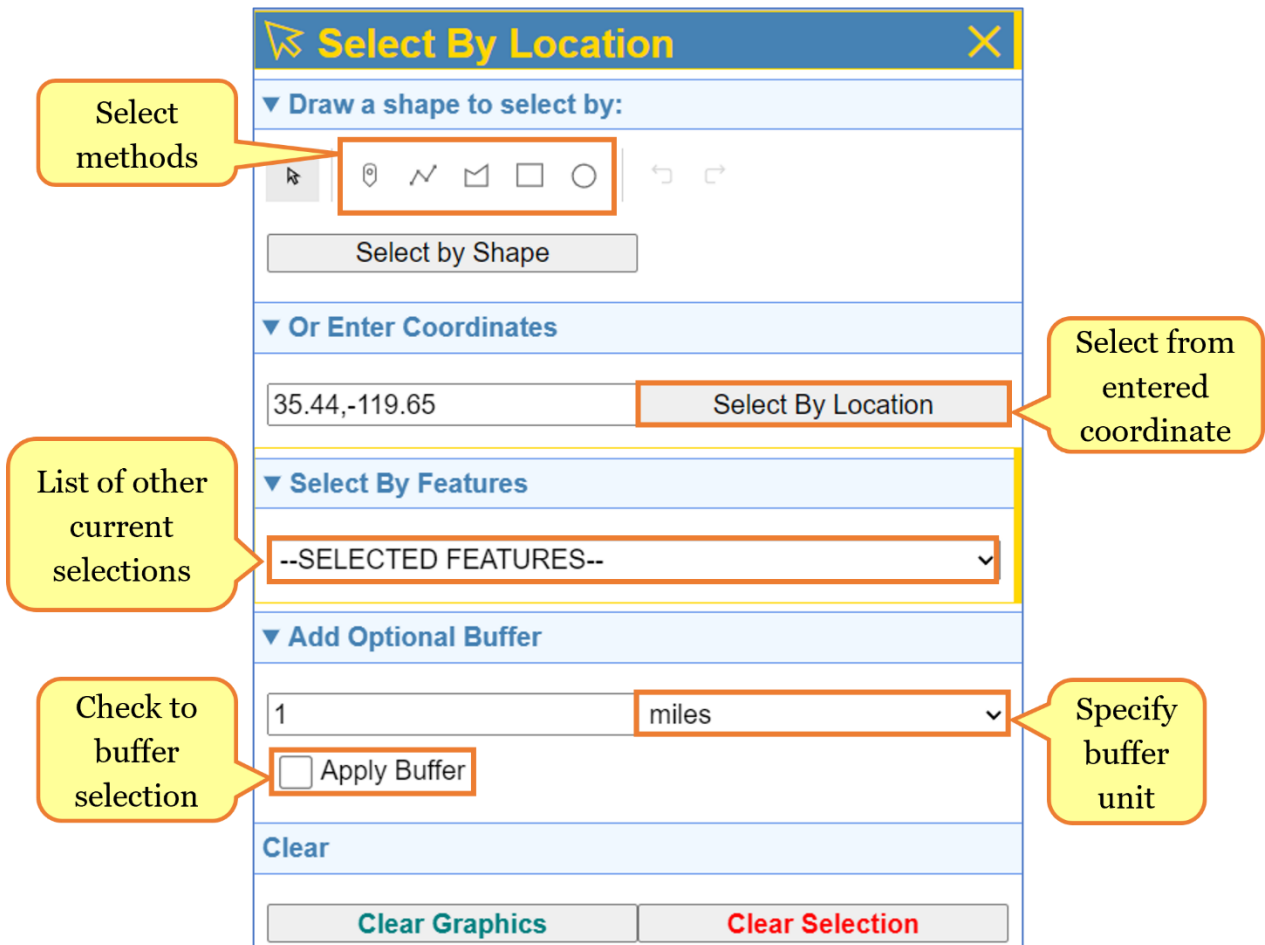 Select By Location
Select
methods
Draw a shape to select by:
Select by Shape
Or Enter Coordinates
35.44,-119.65
Select By Location
Select from
entered
coordinate
List of other
current
selections
Select By Features
--SELECTED FEATURES--
Add Optional Buffer
Check to
buffer
selection
1
miles
Specify
buffer
unit
Apply Buffer
Clear
Clear Graphics
Clear Selection